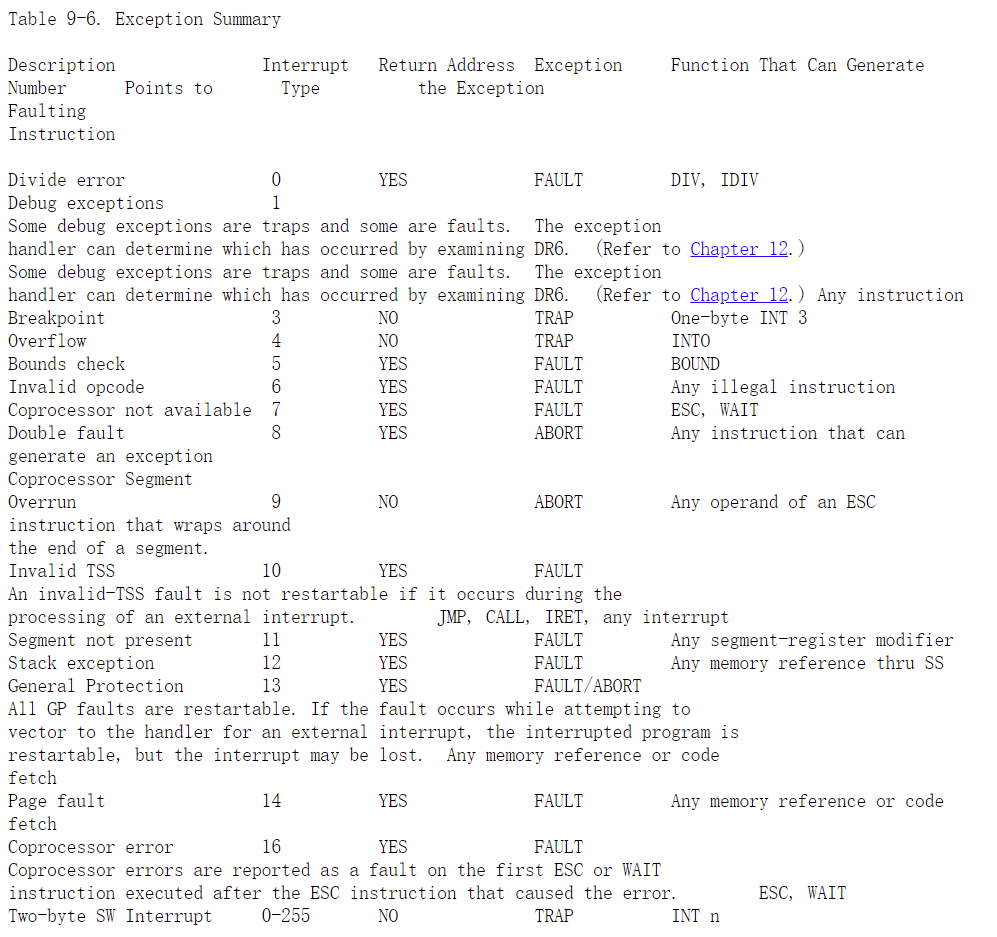 Table 9-6. Exception Summary
Description Interrupt Return Address Exception Function That Can Generate
Number Points to Type the Exception
Faulting
Instruction
Divide error 0 YES FAULT DIV, IDIV
Debug exceptions 1
Some debug exceptions are traps and some are faults. The exception
handler can determine which has occurred by examining DR6. (Refer to Chapter 12.)
Some debug exceptions are traps and some are faults. The exception
handler can determine which has occurred by examining DR6. (Refer to Chapter 12.) Any instruction
Breakpoint 3 NO TRAP One-byte INT 3
Overflow 4 NO TRAP INTO
Bounds check 5 YES FAULT BOUND
Invalid opcode 6 YES FAULT Any illegal instruction
Coprocessor not available 7 YES FAULT ESC, WAIT
Double fault 8 YES ABORT Any instruction that can
generate an exception
Coprocessor Segment
Overrun 9 NO ABORT Any operand of an ESC
instruction that wraps around
the end of a segment.
Invalid TSS 10 YES FAULT
An invalid-TSS fault is not restartable if it occurs during the
processing of an external interrupt. JMP, CALL, IRET, any interrupt
Segment not present 11 YES FAULT Any segment-register modifier
Stack exception 12 YES FAULT Any memory reference thru SS
General Protection 13 YES FAULT/ABORT
All GP faults are restartable. If the fault occurs while attempting to
vector to the handler for an external interrupt, the interrupted program is
restartable, but the interrupt may be lost. Any memory reference or code
fetch
Page fault 14 YES FAULT Any memory reference or code
fetch
Coprocessor error 16 YES FAULT
Coprocessor errors are reported as a fault on the first ESC or WAIT
instruction executed after the ESC instruction that caused the error. ESC, WAIT
Two-byte SW Interrupt 0-255 NO TRAP INT n